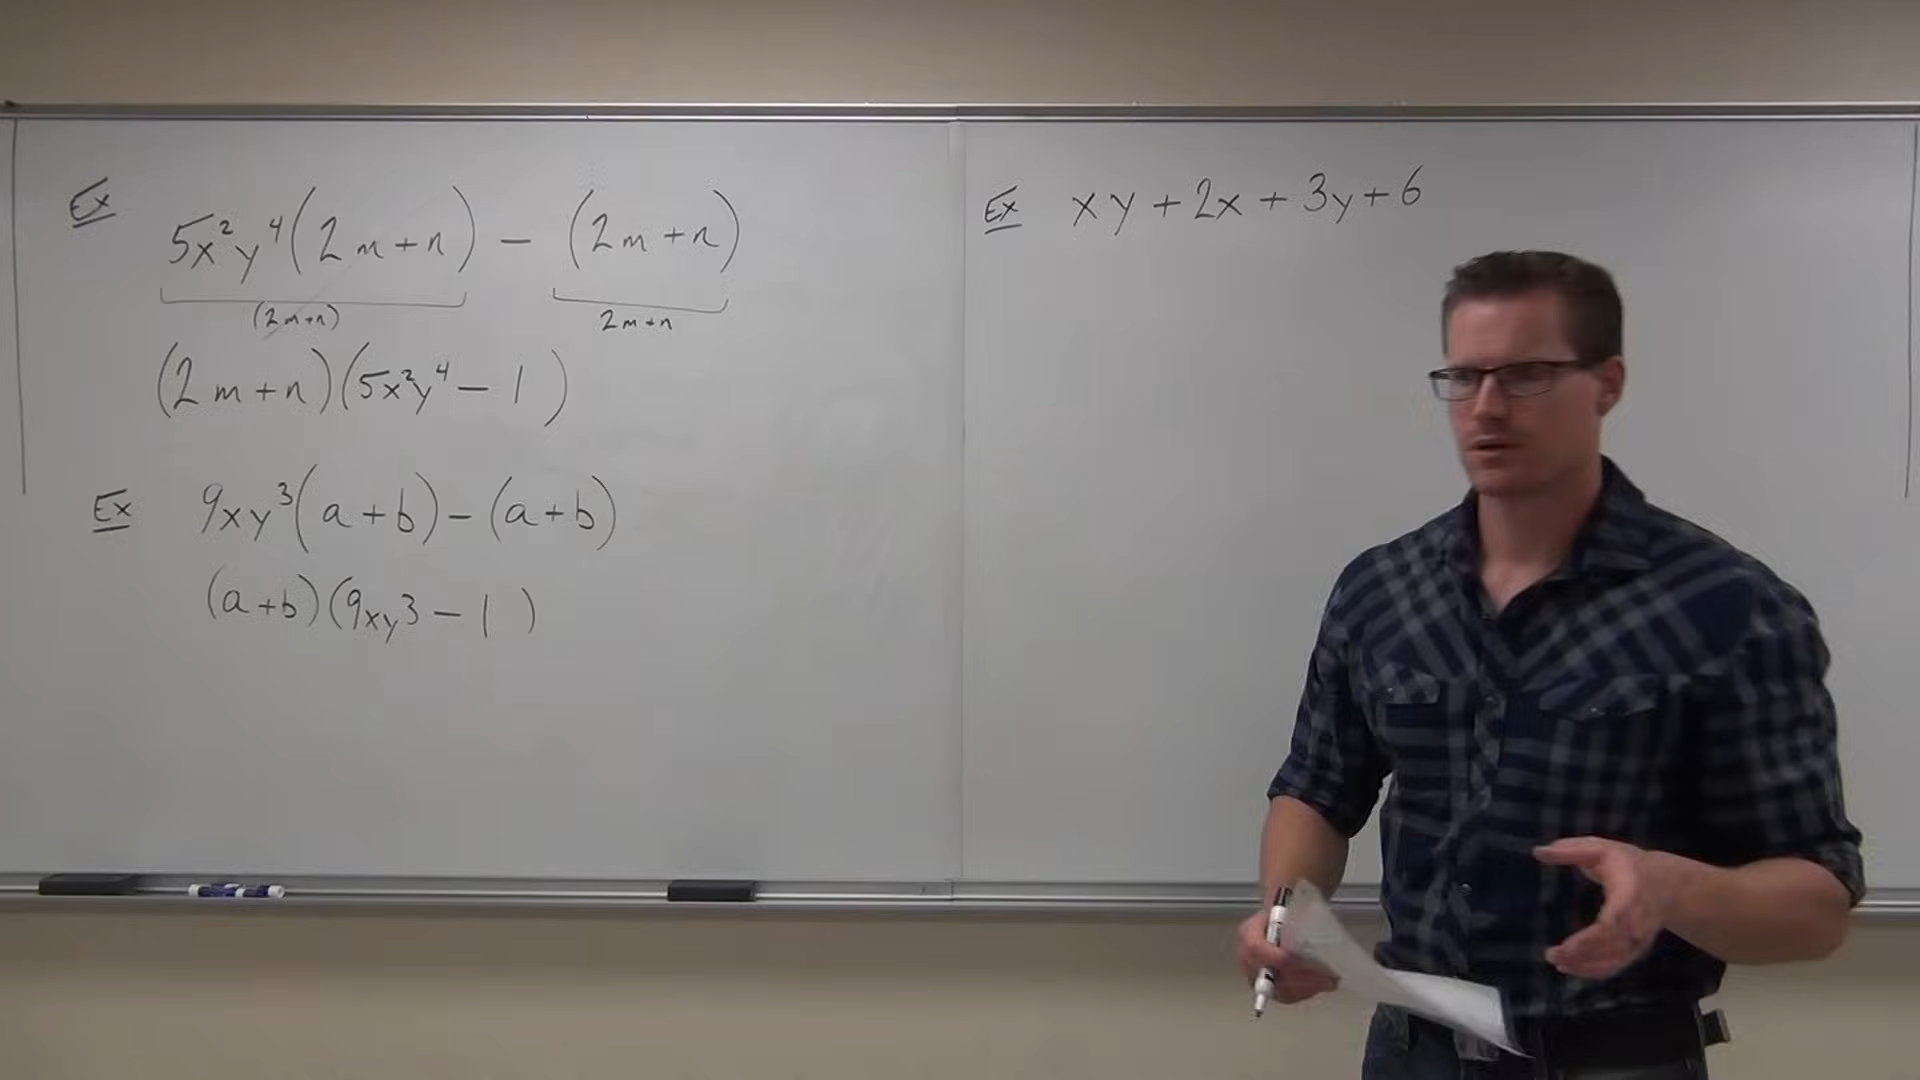 Ex
5x²y⁴(2m+n) - (2m+n)
(2m+n) 2m+n
(2m+n)(5x²y⁴ - 1)
Ex 9xy³(a+b) - (a+b)
(a+b)(9xy3 - 1)
Ex xy + 2x + 3y + 6